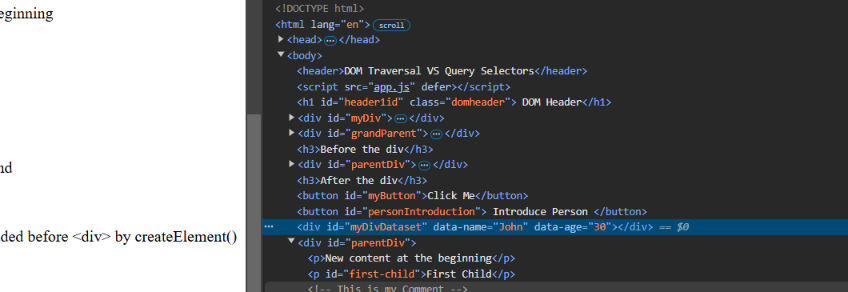 eginning
nd
ded before <div> by createElement()
<!DOCTYPE html>
<html lang="en"> scroll
<head> ⋯ </head>
<body>
<header>DOM Traversal VS Query Selectors</header>
<script src="app.js" defer></script>
<h1 id="header1id" class="domheader"> DOM Header</h1>
<div id="myDiv"> ⋯ </div>
<div id="grandParent"> ⋯ </div>
<h3>Before the div</h3>
<div id="parentDiv"> ⋯ </div>
<h3>After the div</h3>
<button id="myButton">Click Me</button>
<button id="personIntroduction"> Introduce Person </button>
⋯ <div id="myDivDataset" data-name="John" data-age="30"></div> == $0
<div id="parentDiv">
<p>New content at the beginning</p>
<p id="first-child">First Child</p>
<!-- This is my Comment -->